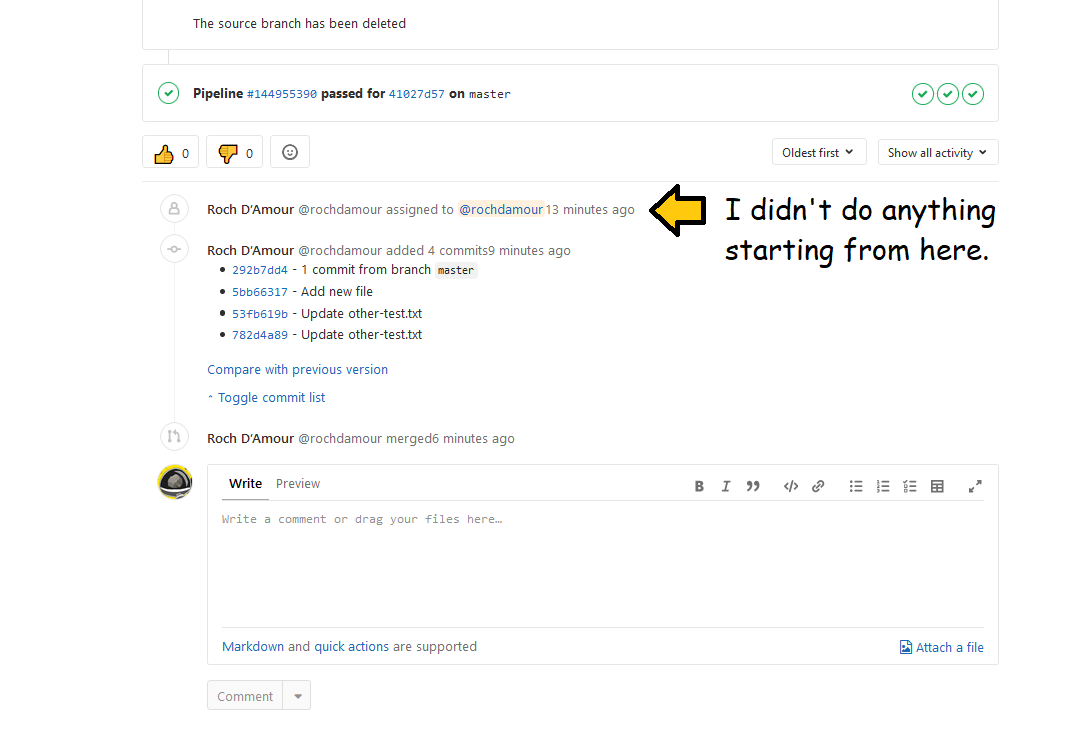 The source branch has been deleted
Pipeline #144955390 passed for 41027d57 on master
0 0 Oldest first Show all activity
Roch D'Amour @rochdamour assigned to @rochdamour 13 minutes ago
I didn't do anything
starting from here.
Roch D'Amour @rochdamour added 4 commits9 minutes ago
292b7dd4 - 1 commit from branch master
5bb66317 - Add new file
53fb619b - Update other-test.txt
782d4a89 - Update other-test.txt
Compare with previous version
Toggle commit list
Roch D'Amour @rochdamour merged6 minutes ago
Write Preview
Write a comment or drag your files here…
Markdown and quick actions are supported
Attach a file
Comment